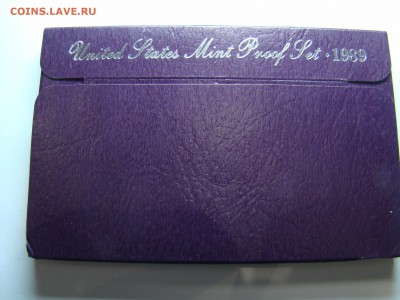 COINS.LAVE.RU
United States Mint Proof Set · 1989